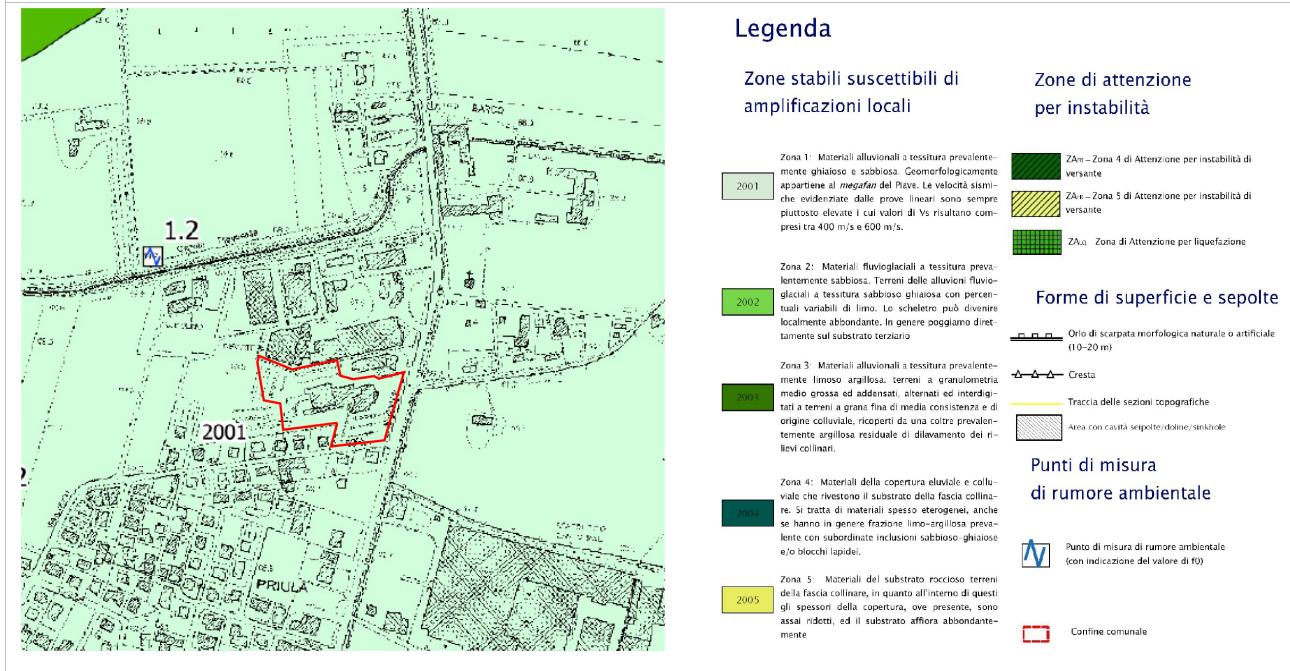 BARCO
1.2
2001
PRIULA
Legenda
Zone stabili suscettibili di
amplificazioni locali
2001
Zona 1: Materiali alluvionali a tessitura prevalente-
mente ghiaioso e sabbiosa. Geomorfologicamente
appartiene al megafan del Piave. Le velocità sismi-
che evidenziate dalle prove lineari sono sempre
piuttosto elevate i cui valori di Vs risultano com-
presi tra 400 m/s e 600 m/s.
2002
Zona 2: Materiali fluvioglaciali a tessitura preva-
lentemente sabbiosa. Terreni delle alluvioni fluvio-
glaciali a tessitura sabbioso ghiaiosa con percen-
tuali variabili di limo. Lo scheletro può divenire
localmente abbondante. In genere poggiamo diret-
tamente sul substrato terziario
2003
Zona 3: Materiali alluvionali a tessitura prevalente-
mente limoso argillosa, terreni a granulometria
medio grossa ed addensati, alternati ed interdigi-
tati a terreni a grana fina di media consistenza e di
origine colluviale, ricoperti da una coltre prevalen-
temente argillosa residuale di dilavamento dei ri-
lievi collinari.
2004
Zona 4: Materiali della copertura eluviale e collu-
viale che rivestono il substrato della fascia collina-
re. Si tratta di materiali spesso eterogenei, anche
se hanno in genere frazione limo-argillosa preva-
lente con subordinate inclusioni sabbioso-ghiaiose
e/o blocchi lapidei.
2005
Zona 5: Materiali del substrato roccioso terreni
della fascia collinare, in quanto all'interno di questi
gli spessori della copertura, ove presente, sono
assai ridotti, ed il substrato affiora abbondante-
mente
Zone di attenzione
per instabilità
ZA – Zona 4 di Attenzione per instabilità di
versante
ZA – Zona 5 di Attenzione per instabilità di
versante
ZALQ Zona di Attenzione per liquefazione
Forme di superficie e sepolte
Orlo di scarpata morfologica naturale o artificiale
(10-20 m)
Cresta
Traccia delle sezioni topografiche
Area con cavità seipolte/doline/sinkhole
Punti di misura
di rumore ambientale
Punto di misura di rumore ambientale
(con indicazione del valore di f0)
Confine comunale